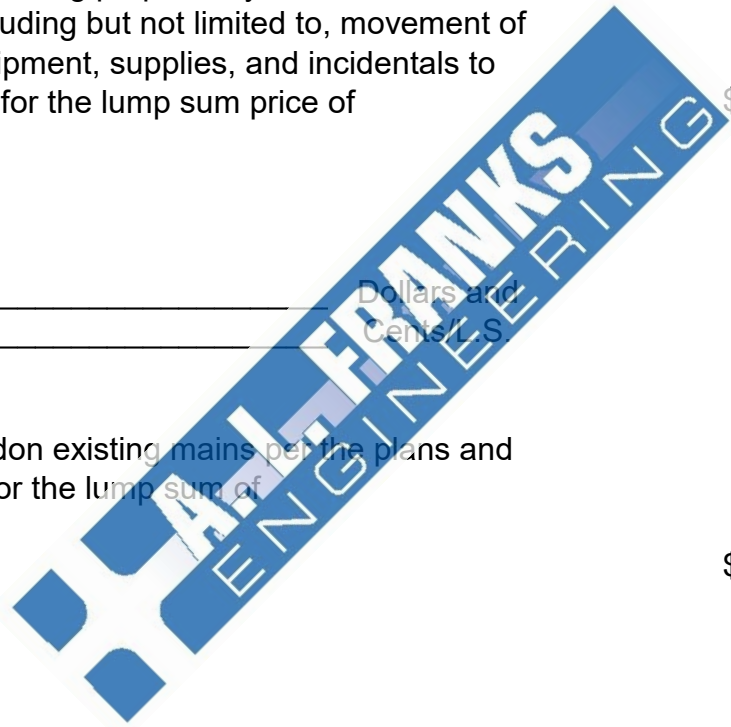 uding but not limited to, movement of
ipment, supplies, and incidentals to
for the lump sum price of
$
Dollars and
Cents/L.S.
A.L. FRANKS
ENGINEERING
don existing mains per the plans and
or the lump sum of
$